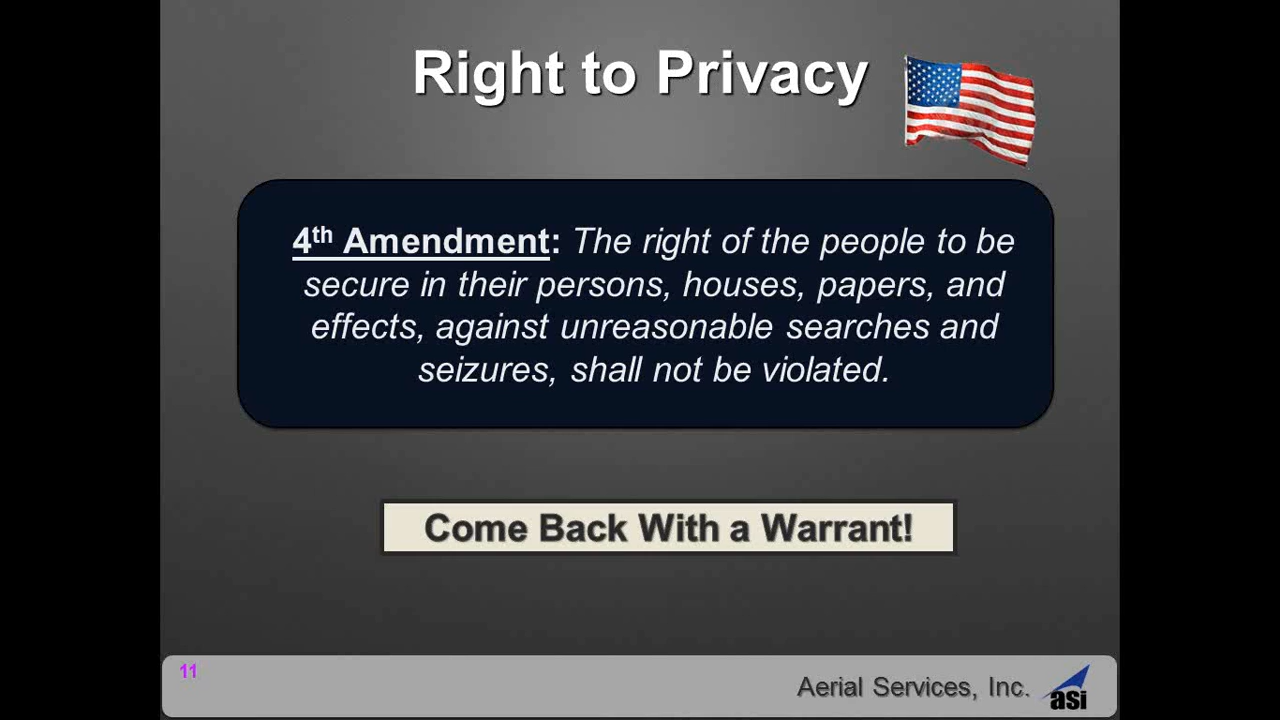 Right to Privacy
4th Amendment: The right of the people to be
secure in their persons, houses, papers, and
effects, against unreasonable searches and
seizures, shall not be violated.
Come Back With a Warrant!
11
Aerial Services, Inc.
asi